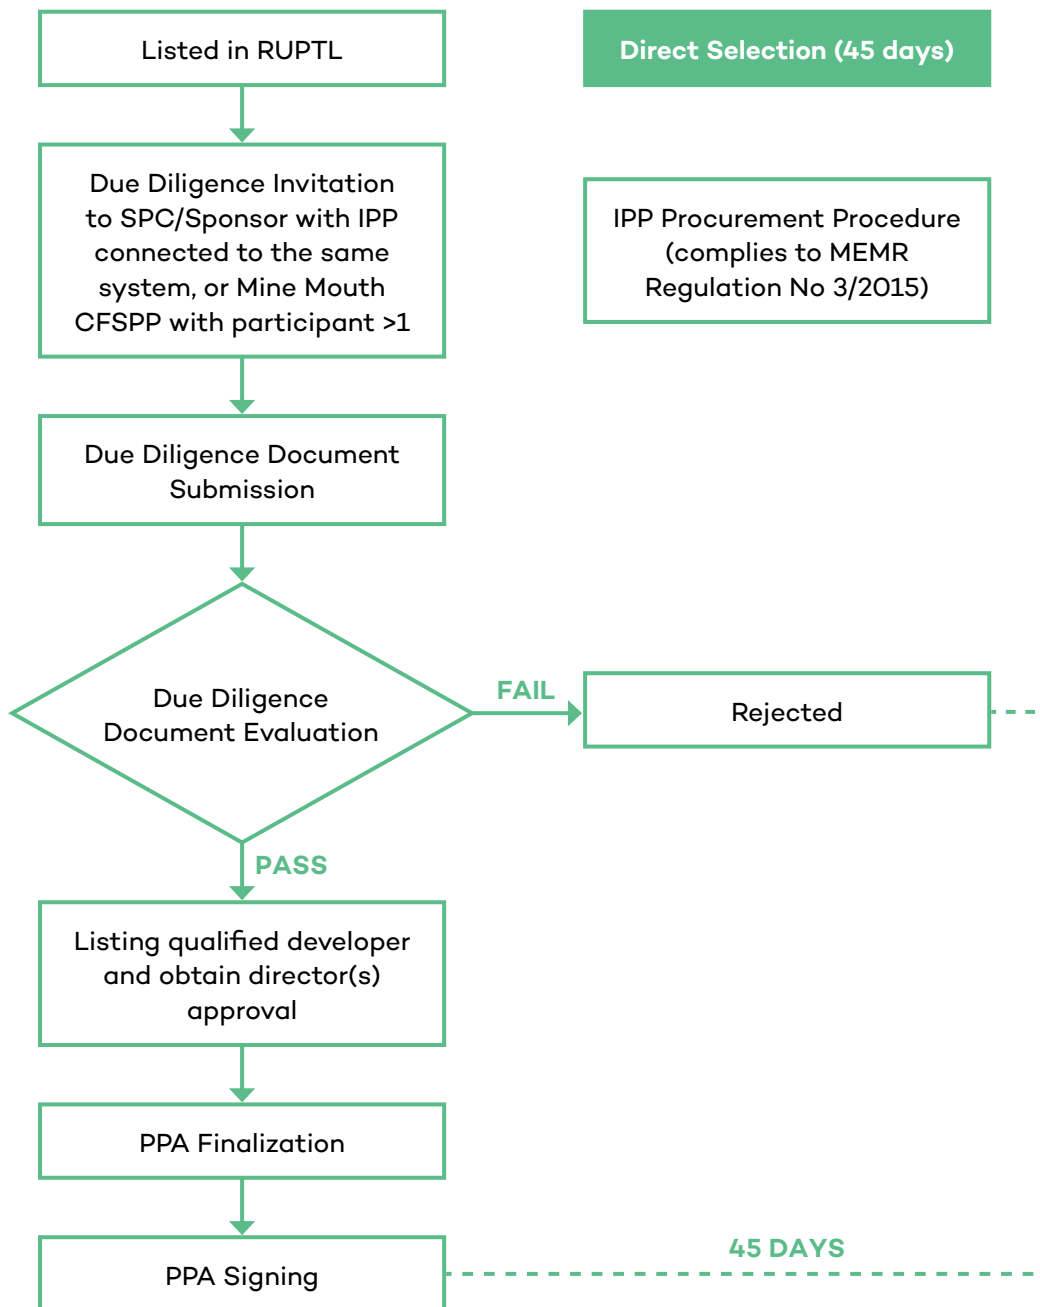 Listed in RUPTL
Direct Selection (45 days)
Due Diligence Invitation
to SPC/Sponsor with IPP
connected to the same
system, or Mine Mouth
CFSPP with participant >1
IPP Procurement Procedure
(complies to MEMR
Regulation No 3/2015)
Due Diligence Document
Submission
Due Diligence
Document Evaluation
FAIL
Rejected
PASS
Listing qualified developer
and obtain director(s)
approval
PPA Finalization
PPA Signing
45 DAYS